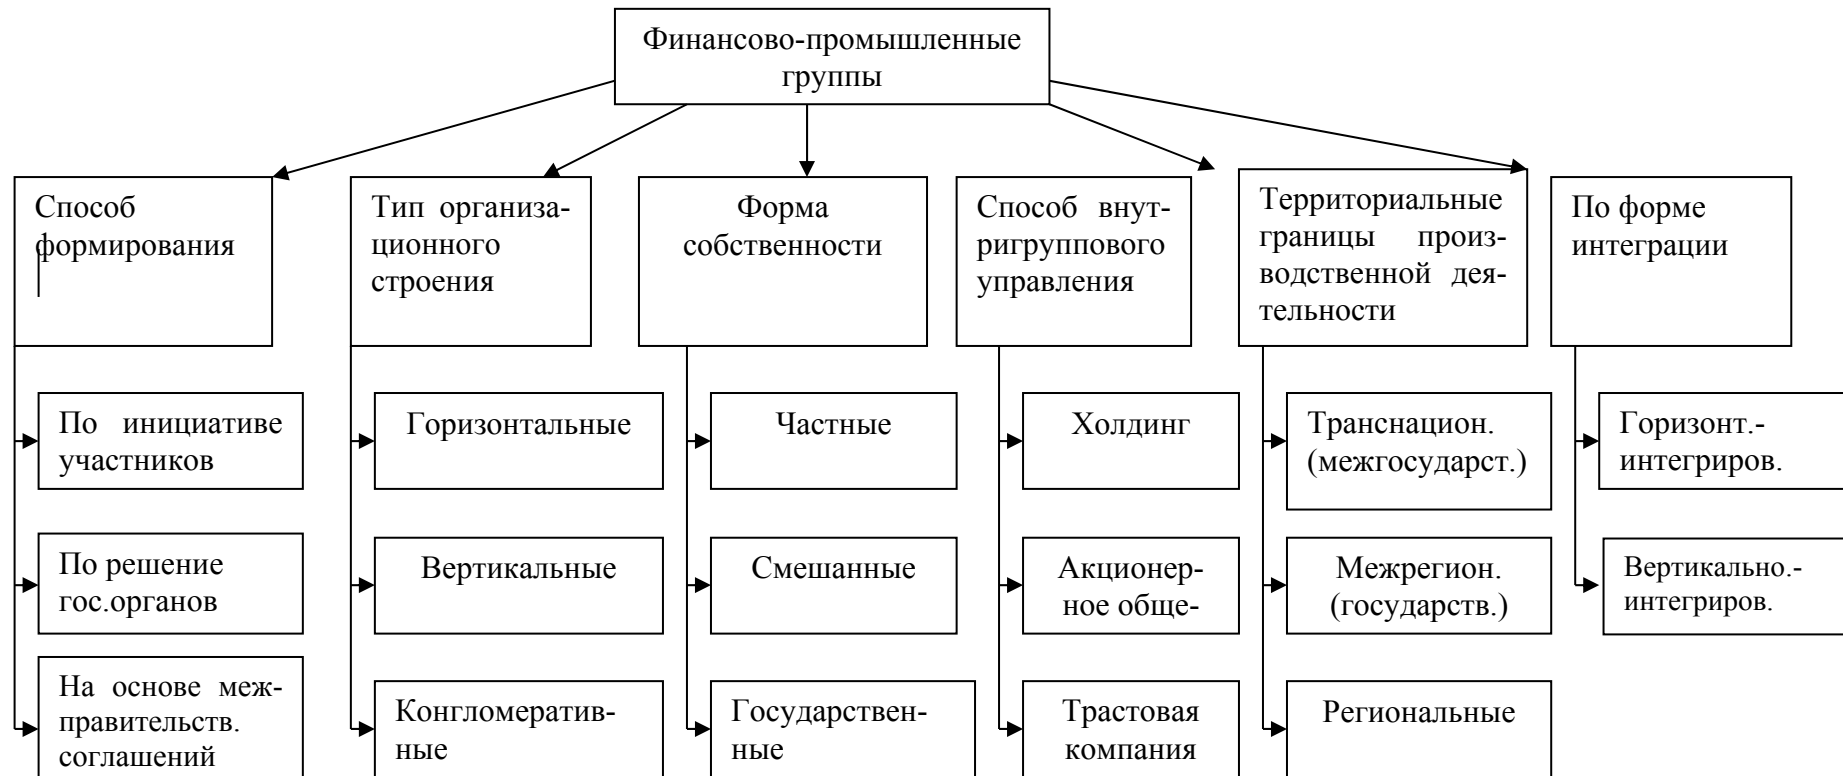 Финансово-промышленные
группы
Способ
формирования
Тип организа-
ционного
строения
Форма
собственности
Способ внут-
ригруппового
управления
Территориальные
границы произ-
водственной дея-
тельности
По форме
интеграции
По инициативе
участников
Горизонтальные
Частные
Холдинг
Транснацион.
(межгосударст.)
Горизонт.-
интегриров.
По решение
гос.органов
Вертикальные
Смешанные
Акционер-
ное обще-
Межрегион.
(государств.)
Вертикально.-
интегриров.
На основе меж-
правительств.
соглашений
Конгломератив-
ные
Государствен-
ные
Трастовая
компания
Региональные